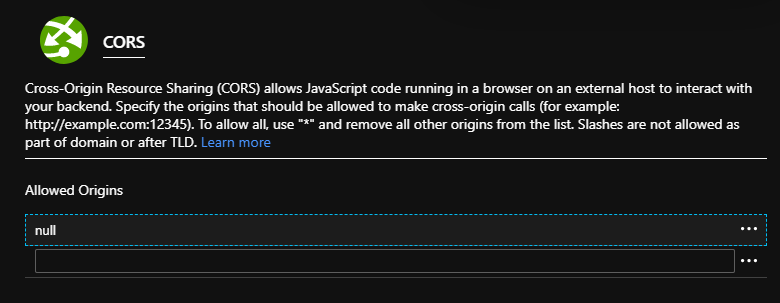 CORS
Cross-Origin Resource Sharing (CORS) allows JavaScript code running in a browser on an external host to interact with
your backend. Specify the origins that should be allowed to make cross-origin calls (for example:
http://example.com:12345). To allow all, use "*" and remove all other origins from the list. Slashes are not allowed as
part of domain or after TLD. Learn more
Allowed Origins
null